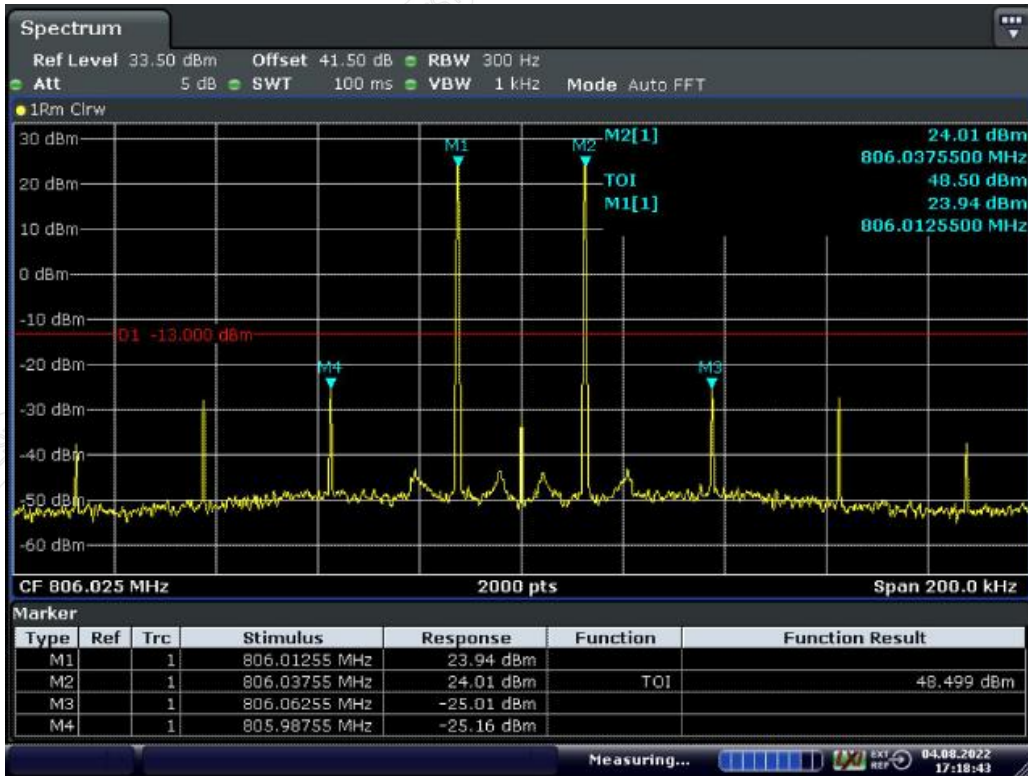 Spectrum
Ref Level 33.50 dBm Offset 41.50 dB RBW 300 Hz
Att 5 dB SWT 100 ms VBW 1 kHz Mode Auto FFT
1Rm Clrw
30 dBm M1 M2 M2[1] 24.01 dBm
806.0375500 MHz
20 dBm TOI 48.50 dBm
M1[1] 23.94 dBm
10 dBm 806.0125500 MHz
0 dBm
-10 dBm
D1 -13.000 dBm
-20 dBm M4 M3
-30 dBm
-40 dBm
-50 dBm
-60 dBm
CF 806.025 MHz 2000 pts Span 200.0 kHz
Marker
Type Ref Trc Stimulus Response Function Function Result
M1 1 806.01255 MHz 23.94 dBm
M2 1 806.03755 MHz 24.01 dBm TOI 48.499 dBm
M3 1 806.06255 MHz -25.01 dBm
M4 1 805.98755 MHz -25.16 dBm
Measuring... LXI EXT REF 04.08.2022
17:18:43